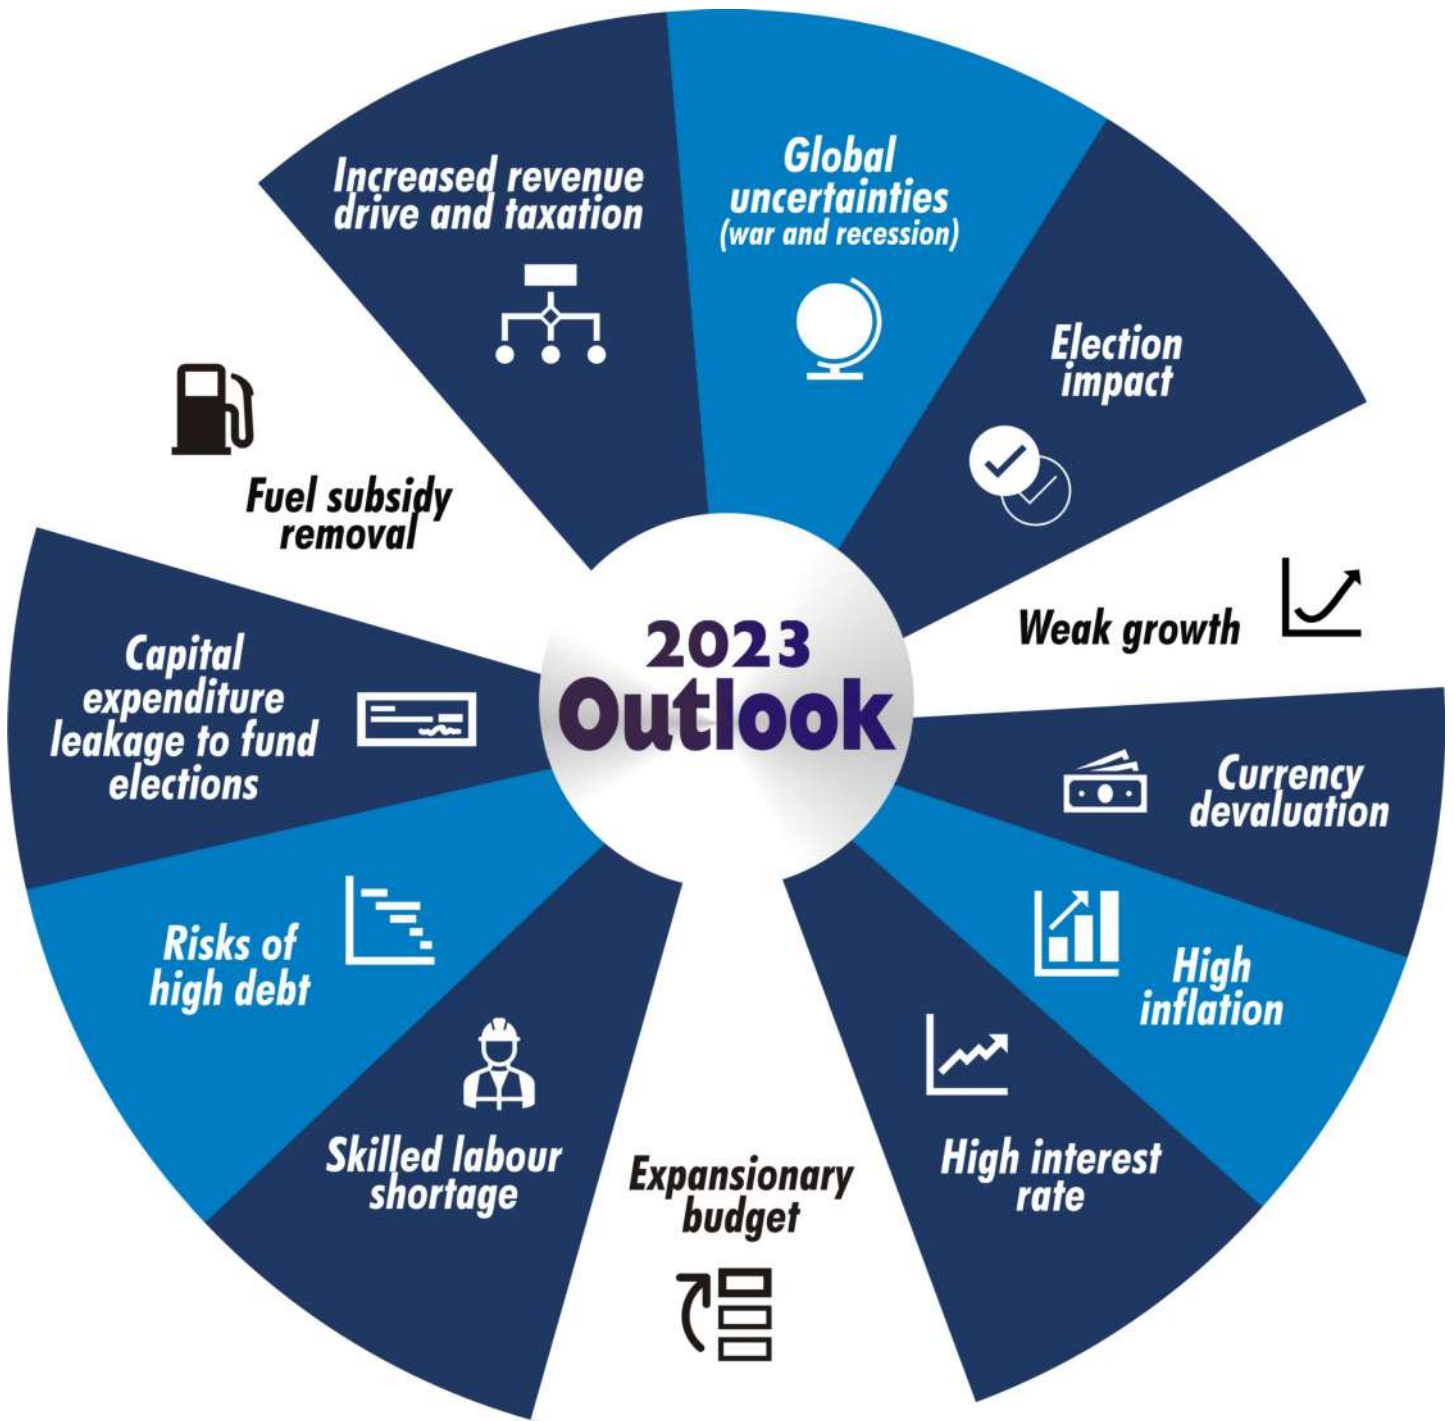 2023
Outlook
Global
uncertainties
(war and recession)
Election
impact
Weak growth
Currency
devaluation
High
inflation
High interest
rate
Expansionary
budget
Skilled labour
shortage
Risks of
high debt
Capital
expenditure
leakage to fund
elections
Fuel subsidy
removal
Increased revenue
drive and taxation